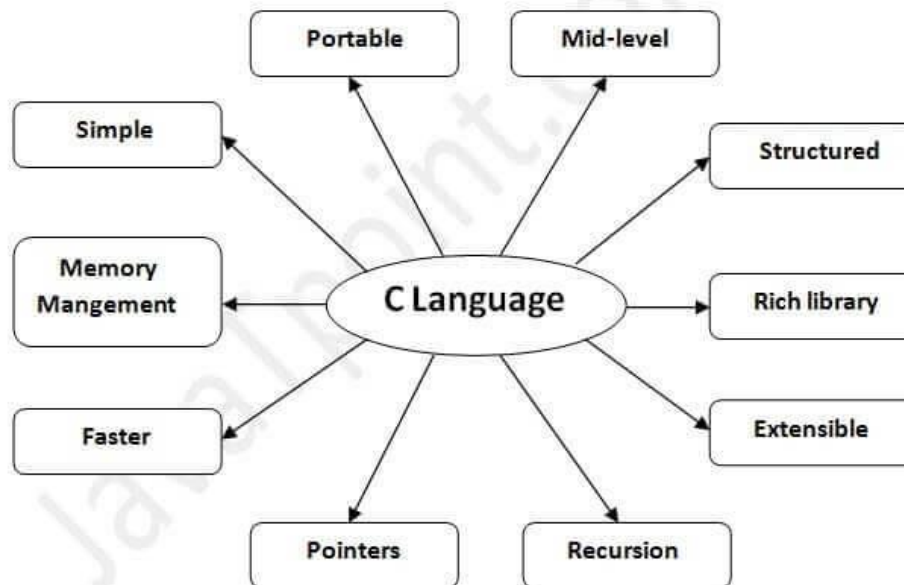 Portable
Mid-level
Simple
Structured
Memory
Mangement
C Language
Rich library
Faster
Extensible
Pointers
Recursion